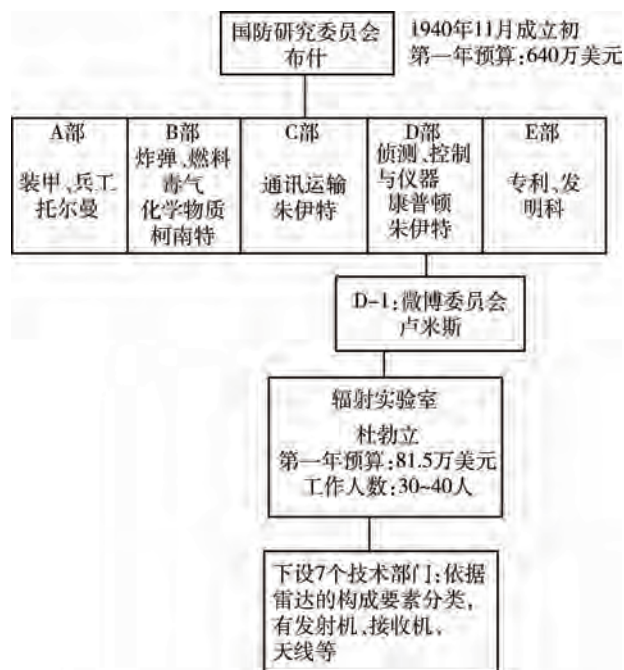 国防研究委员会
布什
1940年11月成立初
第一年预算:640万美元
A部
装甲、兵工
托尔曼
B部
炸弹、燃料
毒气
化学物质
柯南特
C部
通讯运输
朱伊特
D部
侦测、控制
与仪器
康普顿
朱伊特
E部
专利、发
明科
D-1:微博委员会
卢米斯
辐射实验室
杜勃立
第一年预算:81.5万美元
工作人数:30~40人
下设7个技术部门:依据
雷达的构成要素分类,
有发射机、接收机、
天线等